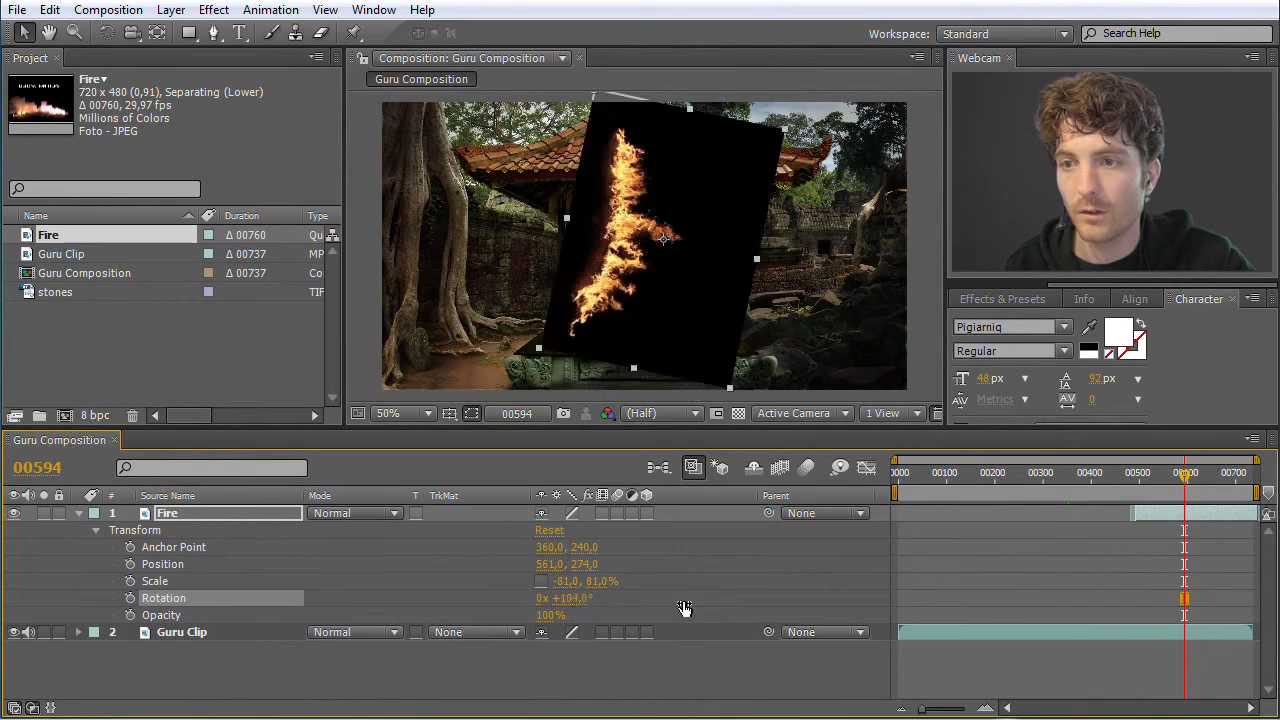 File Edit Composition Layer Effect Animation View Window Help
Workspace: Standard Search Help
Project
Composition: Guru Composition
Webcam
Fire
720 x 480 (0,91), Separating (Lower)
Δ 00760, 29,97 fps
Millions of Colors
Foto - JPEG
Guru Composition
Name Duration Type
Fire Δ 00760 Qu
Guru Clip Δ 00737 MP
Guru Composition Δ 00737 Co
stones TIF
8 bpc
50% 00594 (Half) Active Camera 1 View
Effects & Presets Info Align Character
Pigiarniq
Regular
48 px 92 px
Metrics 0
Guru Composition
00594
0000 00100 00200 00300 00400 00500 00700
# Source Name Mode T TrkMat fx Parent
1 Fire Normal None
Transform Reset
Anchor Point 360,0, 240,0
Position 561,0, 274,0
Scale -81,0, 81,0%
Rotation 0x +104,0°
Opacity 100%
2 Guru Clip Normal None None